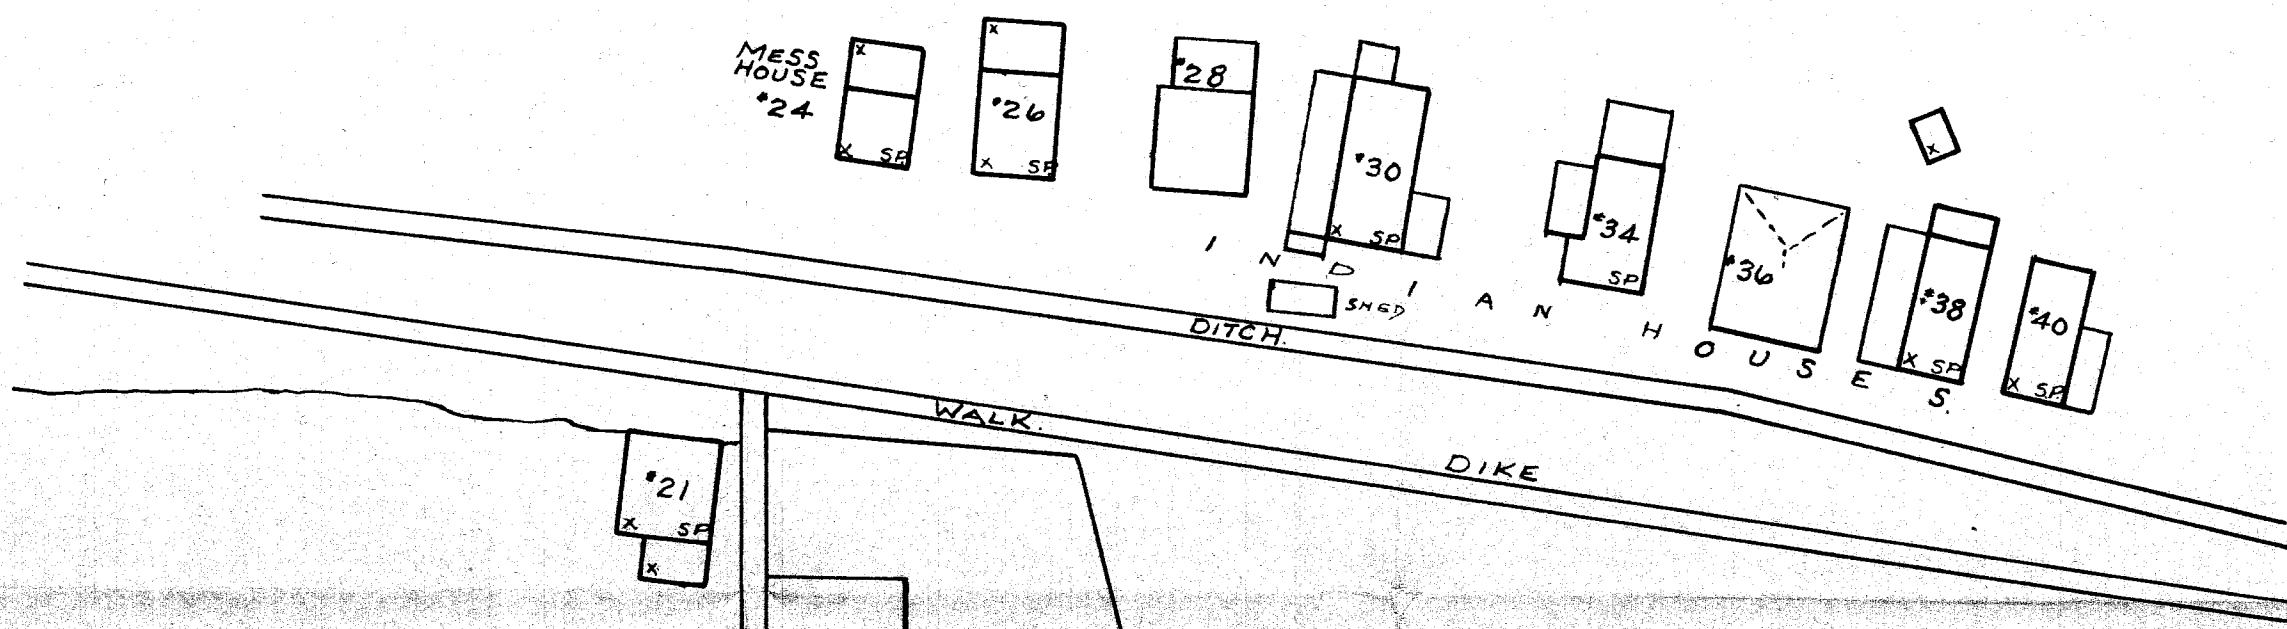 MESS
HOUSE
#24
x
x SP.
x
#26
x SP
#28
#30
x SP
#34
SP
#36
x
#38
x SP
#40
x SP.
INDIAN HOUSES.
SHED
DITCH.
WALK.
DIKE
#21
x SP
x